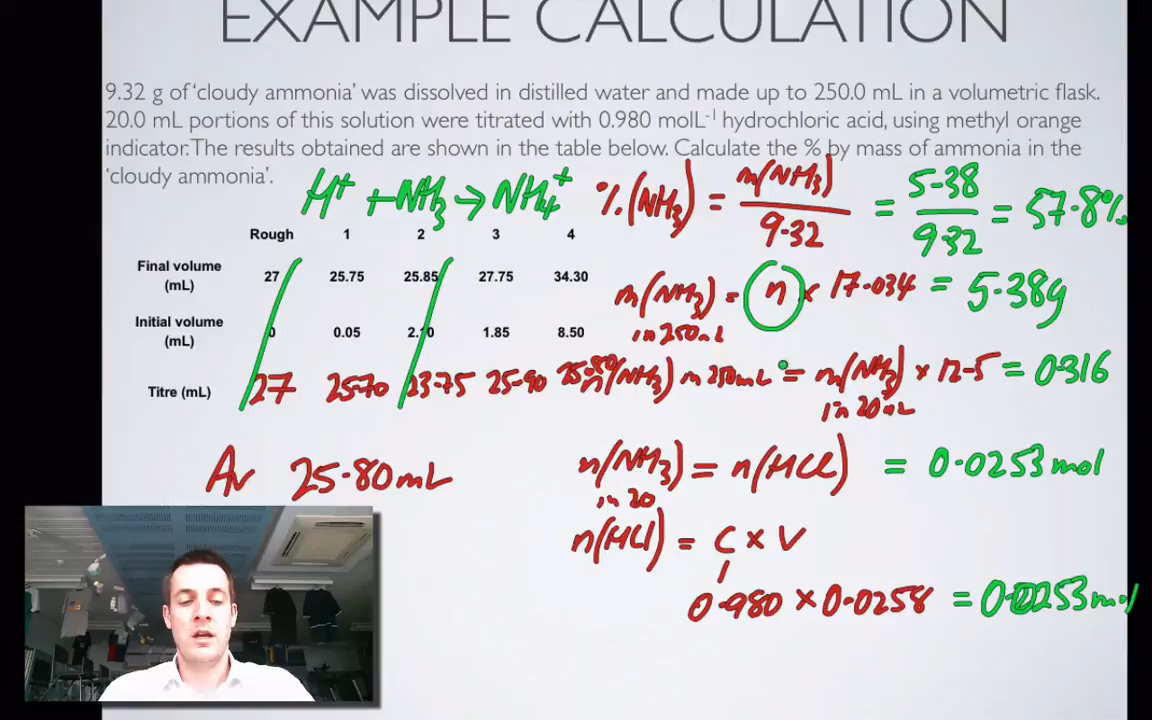 EXAMPLE CALCULATION
9.32 g of 'cloudy ammonia' was dissolved in distilled water and made up to 250.0 mL in a volumetric flask.
20.0 mL portions of this solution were titrated with 0.980 molL⁻¹ hydrochloric acid, using methyl orange
indicator. The results obtained are shown in the table below. Calculate the % by mass of ammonia in the
'cloudy ammonia'.
H⁺ + NH₃ → NH₄⁺
%(NH₃) = m(NH₃) / 9.32 = 5.38 / 9.32 = 57.8%
Rough 1 2 3 4
Final volume (mL) 27 25.75 25.85 27.75 34.30
Initial volume (mL) 0 0.05 2.10 1.85 8.50
Titre (mL) 27 25.70 23.75 25.90 25.80
m(NH₃) in 250mL = n × 17.034 = 5.38g
n(NH₃) in 250mL = n(NH₃) in 20mL × 12.5 = 0.316
Av 25.80mL
n(NH₃) in 20 = n(HCl) = 0.0253mol
n(HCl) = C × V
0.980 × 0.0258 = 0.0253mol